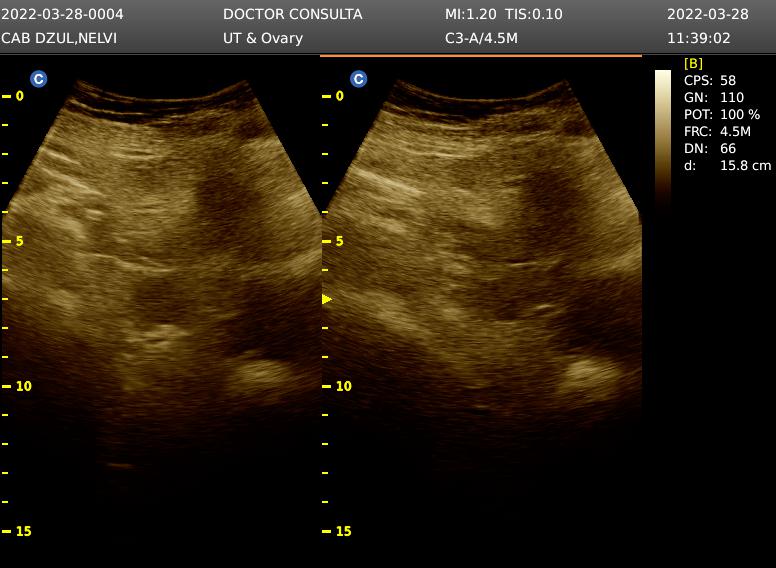 2022-03-28-0004 DOCTOR CONSULTA MI:1.20 TIS:0.10 2022-03-28
CAB DZUL,NELVI UT & Ovary C3-A/4.5M 11:39:02
C
C
[B]
CPS: 58
GN: 110
POT: 100 %
FRC: 4.5M
DN: 66
d: 15.8 cm
0 0
5 5
10 10
15 15